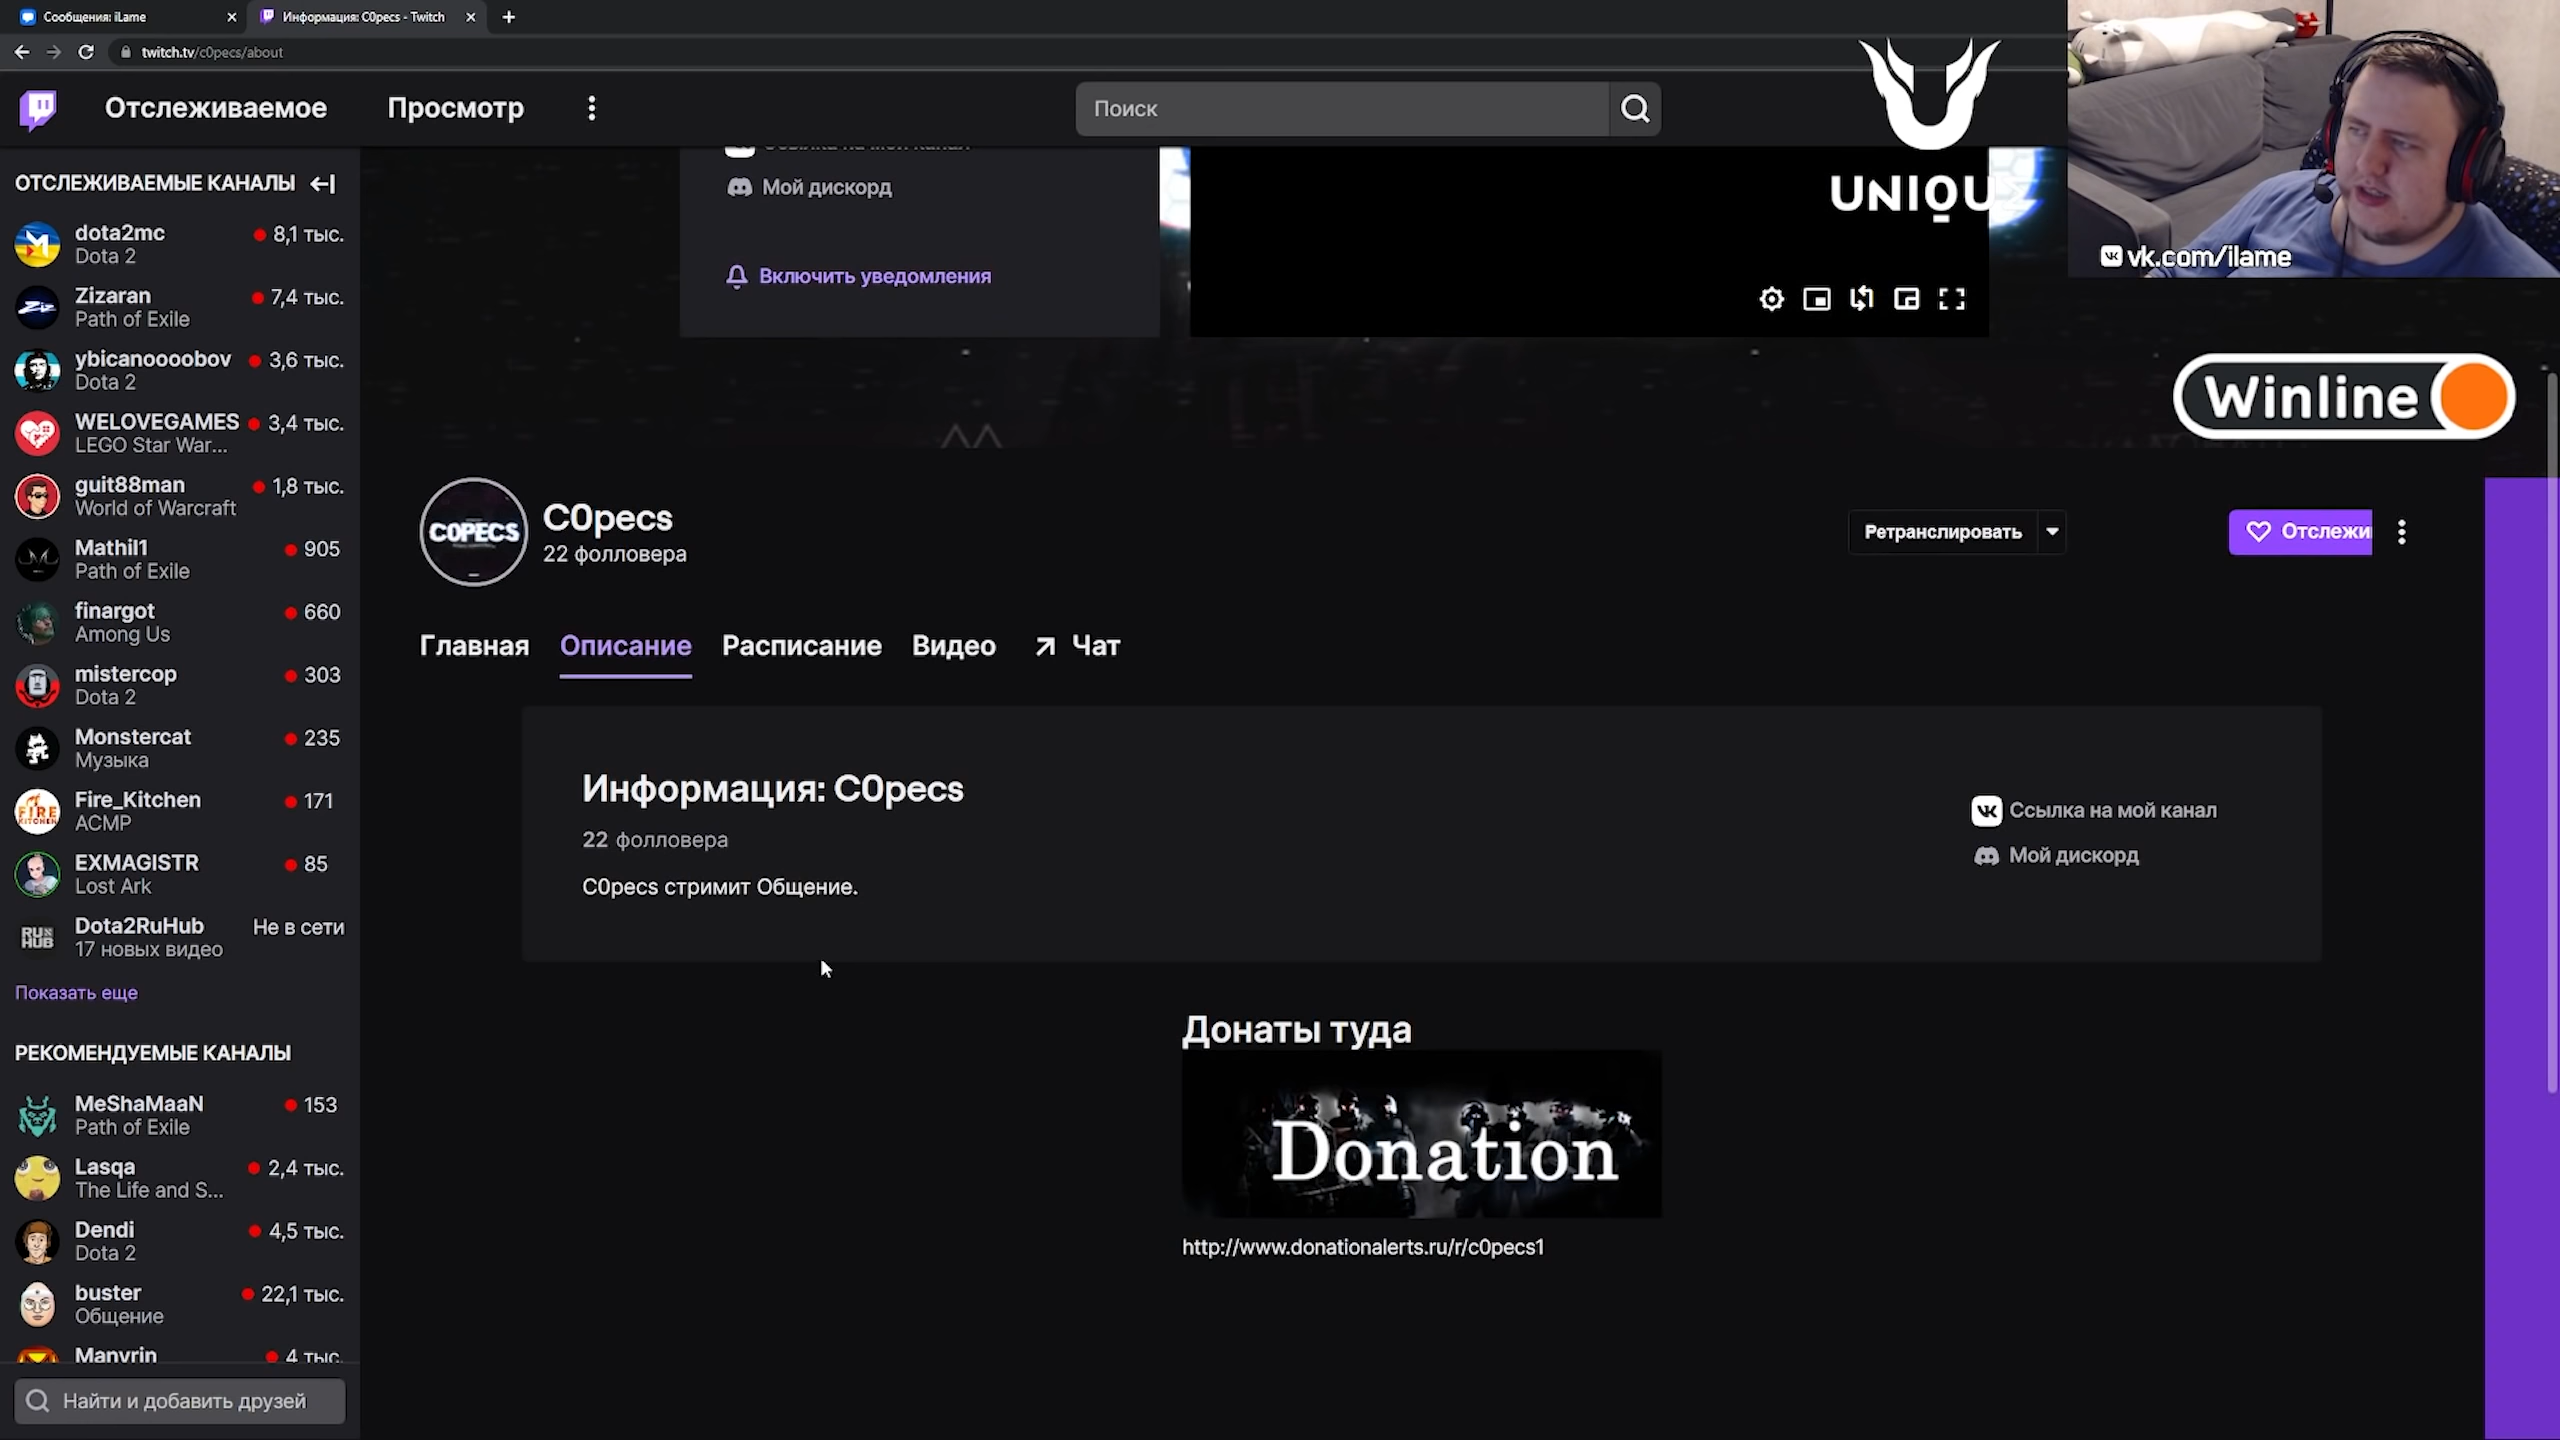 Сообщения: iLame
Информация: C0pecs - Twitch
twitch.tv/c0pecs/about
Отслеживаемое
Просмотр
Поиск
UNIQU
vk.com/ilame
Winline
ОТСЛЕЖИВАЕМЫЕ КАНАЛЫ
dota2mc 8,1 тыс.
Dota 2
Zizaran 7,4 тыс.
Path of Exile
ybicanoooobov 3,6 тыс.
Dota 2
WELOVEGAMES 3,4 тыс.
LEGO Star War...
guit88man 1,8 тыс.
World of Warcraft
Mathil1 905
Path of Exile
finargot 660
Among Us
mistercop 303
Dota 2
Monstercat 235
Музыка
Fire_Kitchen 171
АСМР
EXMAGISTR 85
Lost Ark
Dota2RuHub Не в сети
17 новых видео
Показать еще
РЕКОМЕНДУЕМЫЕ КАНАЛЫ
MeShaMaaN 153
Path of Exile
Lasqa 2,4 тыс.
The Life and S...
Dendi 4,5 тыс.
Dota 2
buster 22,1 тыс.
Общение
Manyrin 4 тыс.
Найти и добавить друзей
Мой дискорд
Включить уведомления
C0PECS
C0pecs
22 фолловера
Ретранслировать
Отслежи
Главная
Описание
Расписание
Видео
Чат
Информация: C0pecs
22 фолловера
C0pecs стримит Общение.
Ссылка на мой канал
Мой дискорд
Донаты туда
Donation
http://www.donationalerts.ru/r/c0pecs1